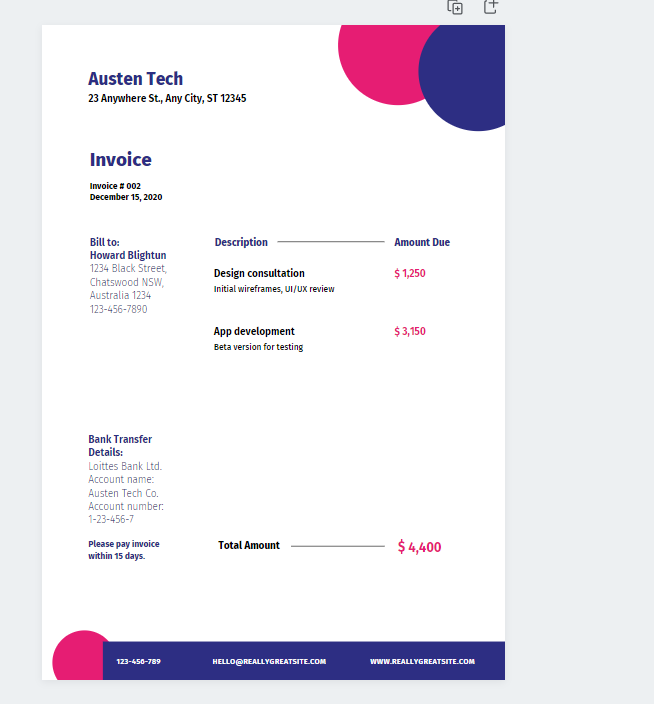 Austen Tech
23 Anywhere St., Any City, ST 12345
Invoice
Invoice # 002
December 15, 2020
Bill to:
Howard Blightun
1234 Black Street,
Chatswood NSW,
Australia 1234
123-456-7890
Description
Amount Due
Design consultation
$ 1,250
Initial wireframes, UI/UX review
App development
$ 3,150
Beta version for testing
Bank Transfer
Details:
Loittes Bank Ltd.
Account name:
Austen Tech Co.
Account number:
1-23-456-7
Please pay invoice
within 15 days.
Total Amount
$ 4,400
123-456-789
HELLO@REALLYGREATSITE.COM
WWW.REALLYGREATSITE.COM